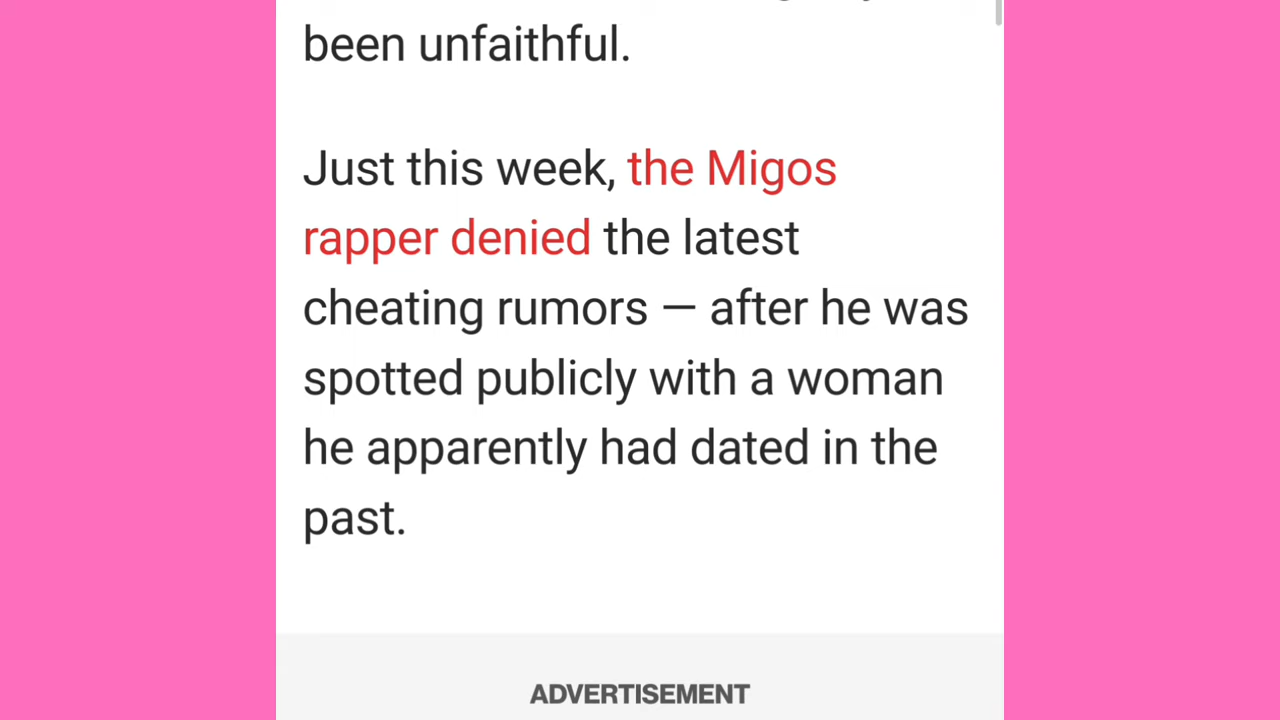 been unfaithful.
Just this week, the Migos
rapper denied the latest
cheating rumors — after he was
spotted publicly with a woman
he apparently had dated in the
past.
ADVERTISEMENT